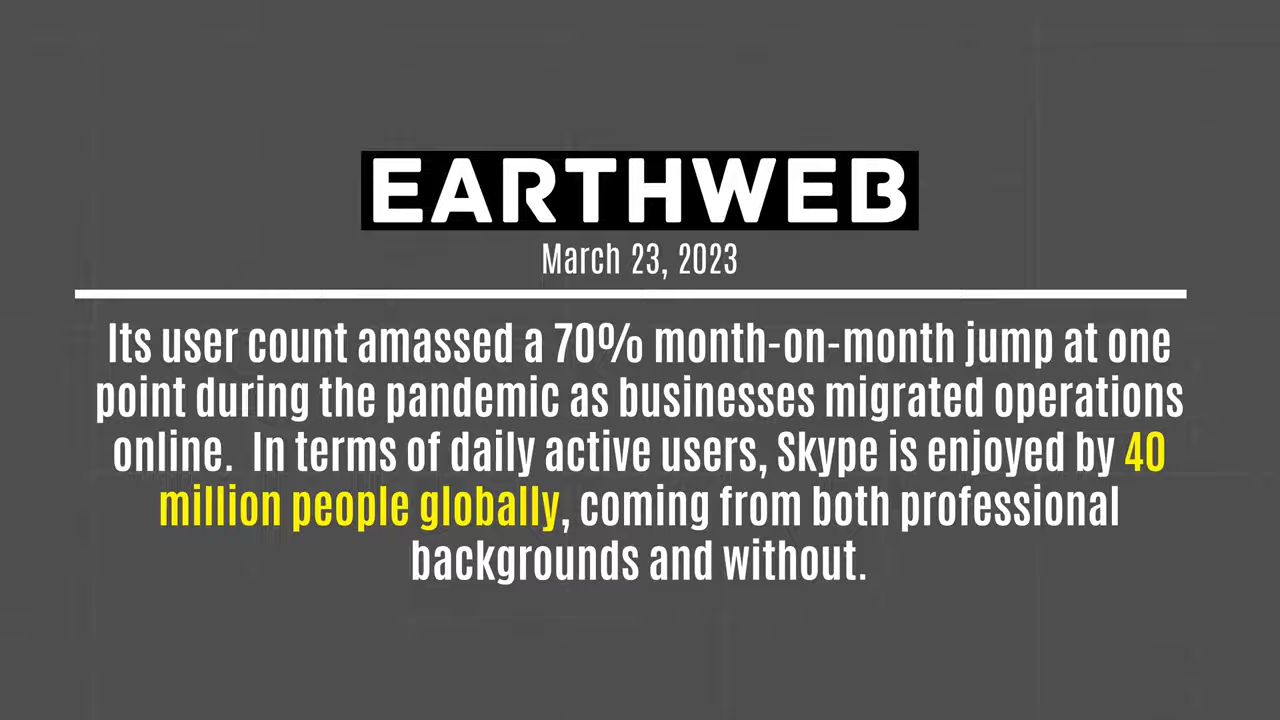 EARTHWEB
March 23, 2023
Its user count amassed a 70% month-on-month jump at one
point during the pandemic as businesses migrated operations
online.  In terms of daily active users, Skype is enjoyed by 40
million people globally, coming from both professional
backgrounds and without.